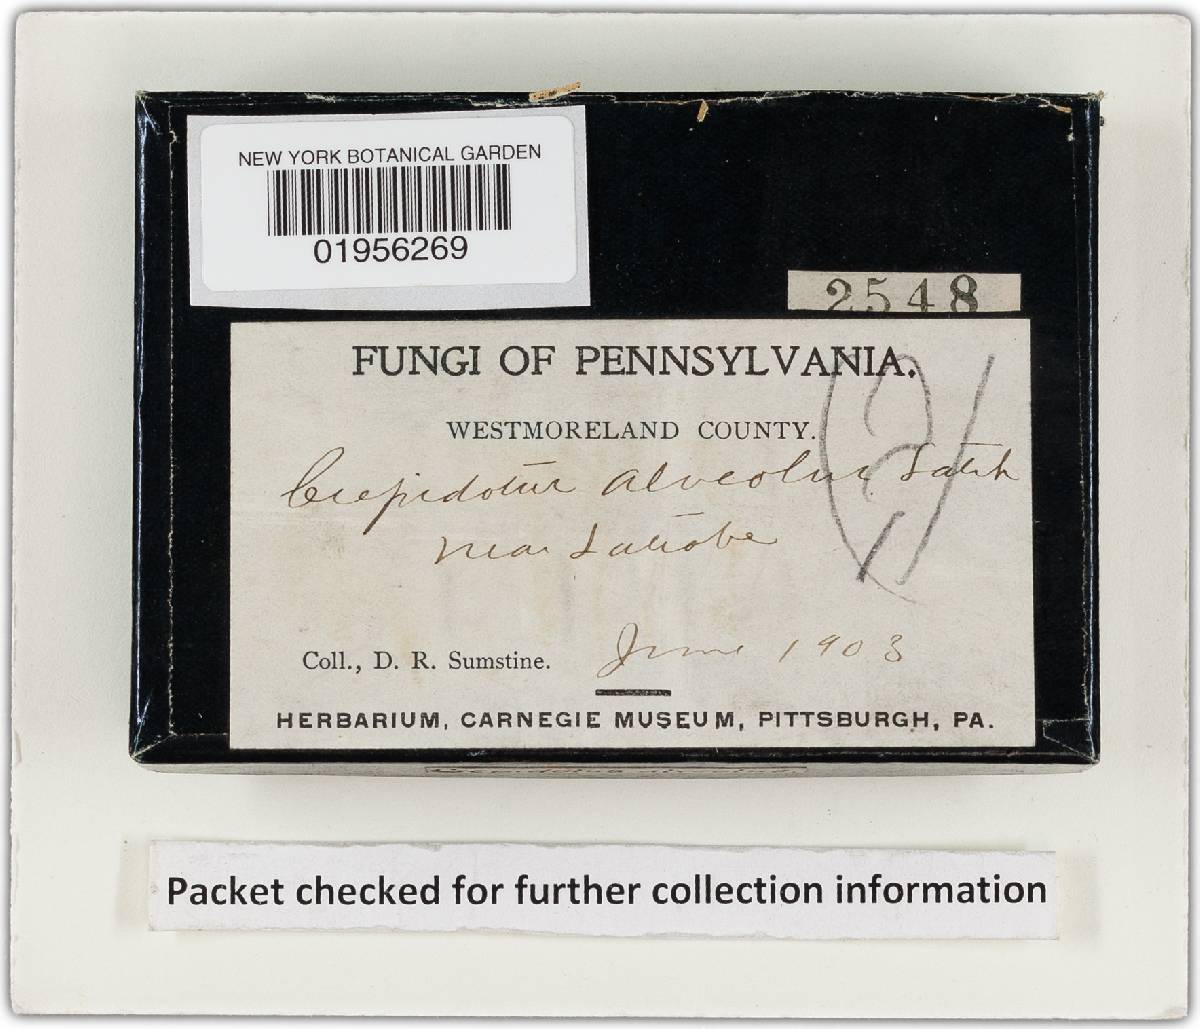 NEW YORK BOTANICAL GARDEN
01956269
2548
FUNGI OF PENNSYLVANIA.
WESTMORELAND COUNTY.
Crepidotus alveolus Lasch
near Latrobe
Coll., D. R. Sumstine. June 1903
HERBARIUM, CARNEGIE MUSEUM, PITTSBURGH, PA.
Packet checked for further collection information